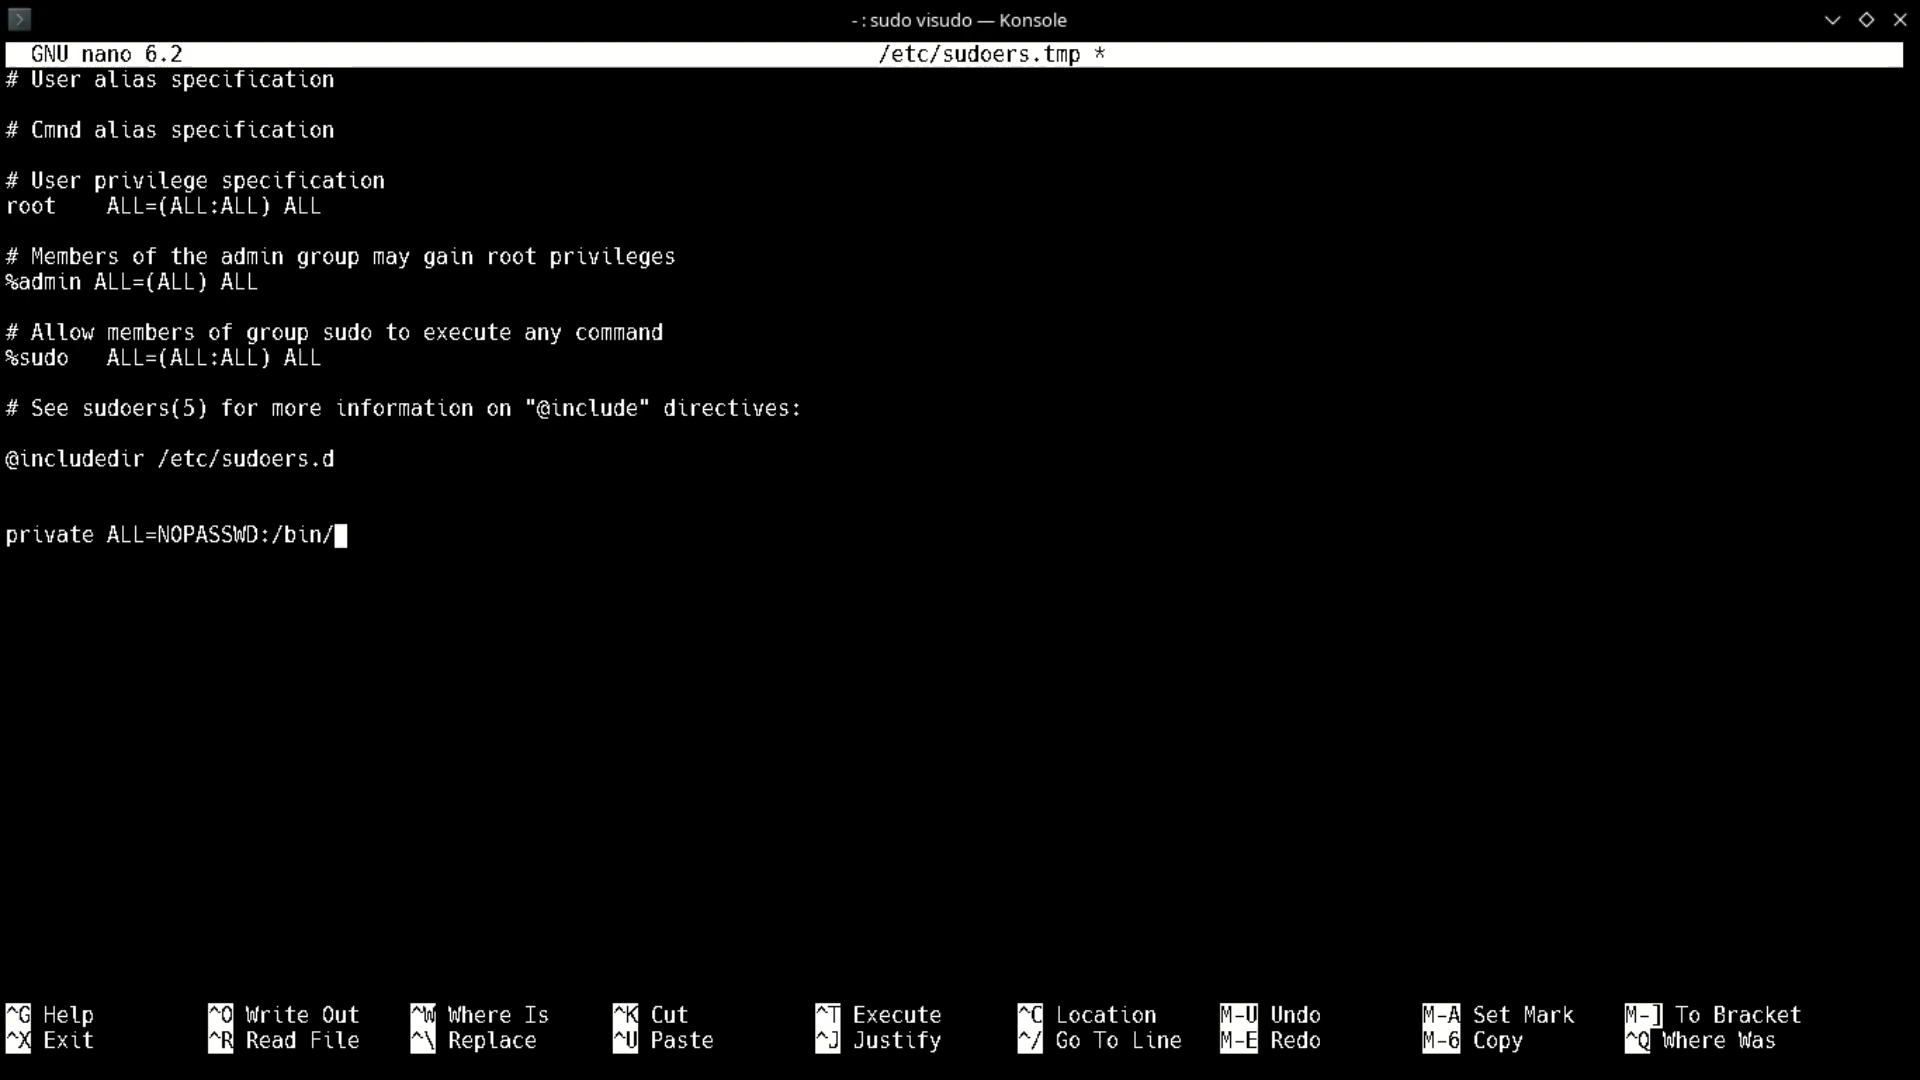 - : sudo visudo — Konsole
GNU nano 6.2 /etc/sudoers.tmp *
# User alias specification
# Cmnd alias specification
# User privilege specification
root    ALL=(ALL:ALL) ALL
# Members of the admin group may gain root privileges
%admin ALL=(ALL) ALL
# Allow members of group sudo to execute any command
%sudo   ALL=(ALL:ALL) ALL
# See sudoers(5) for more information on "@include" directives:
@includedir /etc/sudoers.d
private ALL=NOPASSWD:/bin/
^G Help ^O Write Out ^W Where Is ^K Cut ^T Execute ^C Location M-U Undo M-A Set Mark M-] To Bracket
^X Exit ^R Read File ^\ Replace ^U Paste ^J Justify ^/ Go To Line M-E Redo M-6 Copy ^Q Where Was